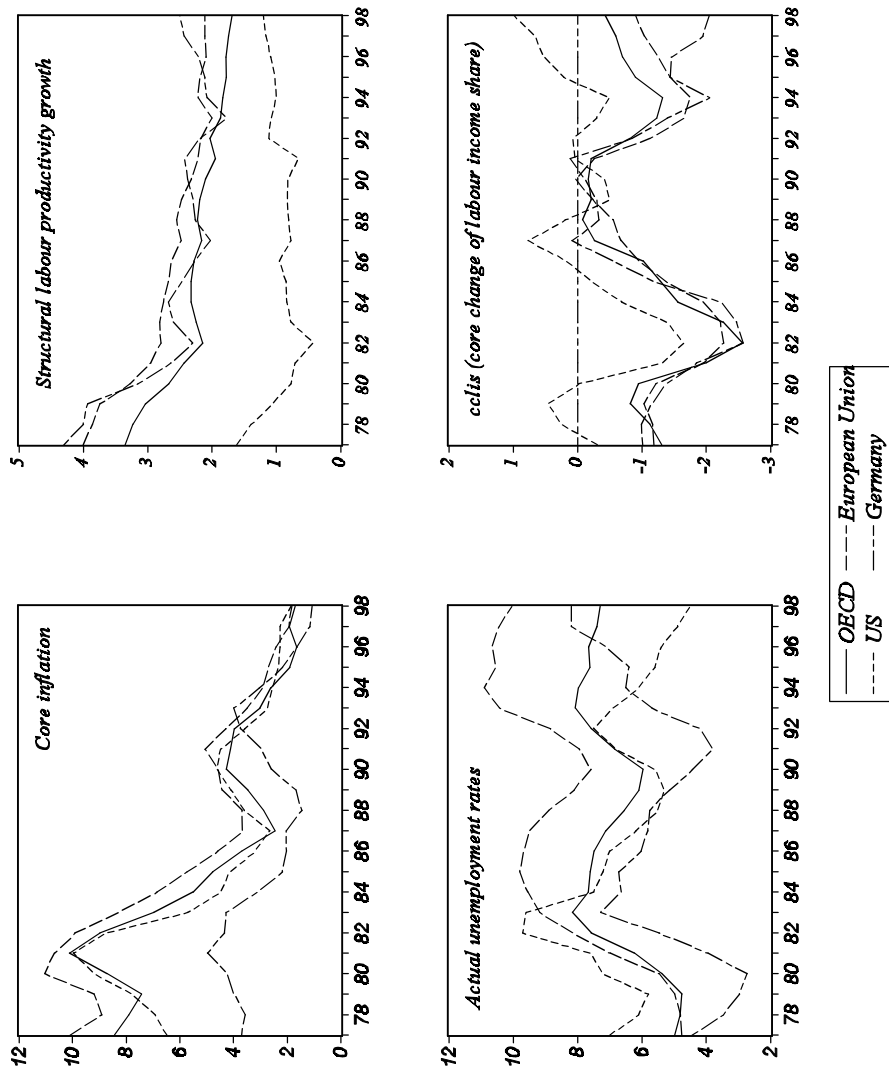 Core inflation
12
10
8
6
4
2
0
78 80 82 84 86 88 90 92 94 96 98
Structural labour productivity growth
5
4
3
2
1
0
78 80 82 84 86 88 90 92 94 96 98
Actual unemployment rates
10
8
6
4
2
78 80 82 84 86 88 90 92 94 96 98
cclis (core change of labour income share)
2
1
0
-1
-2
-3
78 80 82 84 86 88 90 92 94 96 98
OECD European Union
US Germany